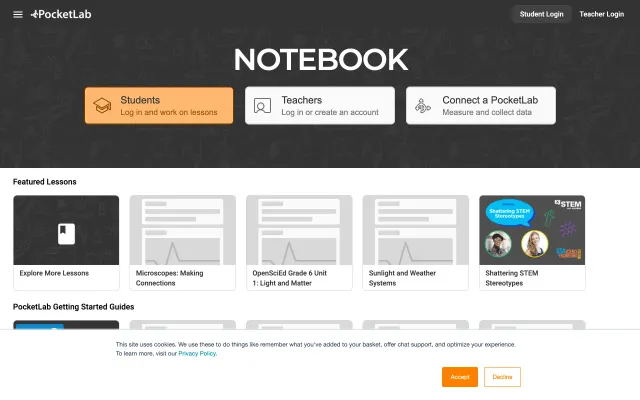 PocketLab
Student Login
Teacher Login
NOTEBOOK
Students
Log in and work on lessons
Teachers
Log in or create an account
Connect a PocketLab
Measure and collect data
Featured Lessons
Explore More Lessons
Microscopes: Making
Connections
OpenSciEd Grade 6 Unit
1: Light and Matter
Sunlight and Weather
Systems
Shattering STEM
Stereotypes
STEM
Shattering STEM
Stereotypes
PocketLab Getting Started Guides
This site uses cookies. We use these to do things like remember what you've added to your basket, offer chat support, and optimize your experience.
To learn more, visit our Privacy Policy.
Accept
Decline